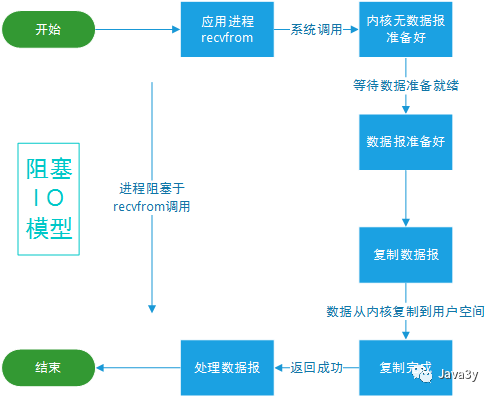 开始
应用进程
recvfrom
系统调用
内核无数据报
准备好
等待数据准备就绪
数据报准备好
阻塞
IO
模型
进程阻塞于
recvfrom调用
复制数据报
数据从内核复制到用户空间
结束
处理数据报
返回成功
复制完成
Java3y